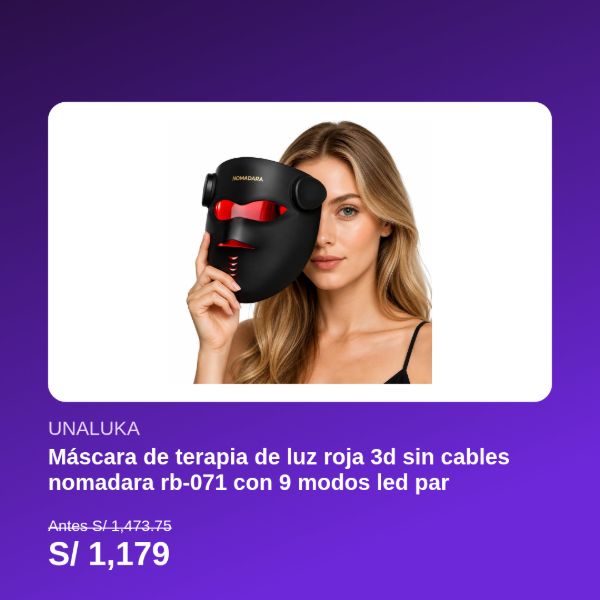 NOMADARA
UNALUKA
Máscara de terapia de luz roja 3d sin cables
nomadara rb-071 con 9 modos led par
Antes S/ 1,473.75
S/ 1,179